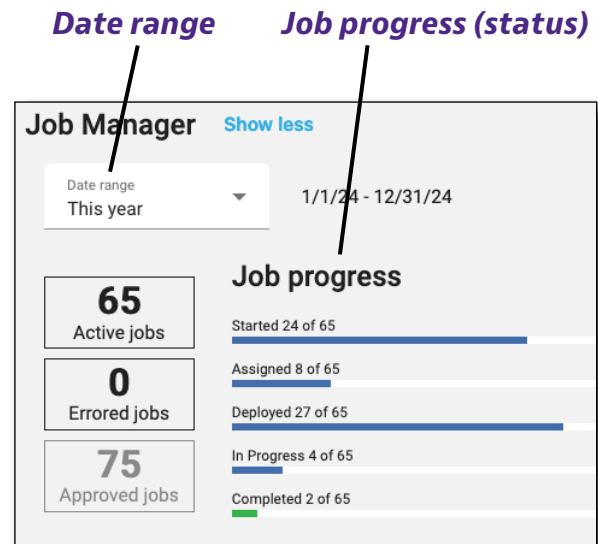 Date range Job progress (status)
Job Manager Show less
Date range
This year
1/1/24 - 12/31/24
65
Active jobs
0
Errored jobs
75
Approved jobs
Job progress
Started 24 of 65
Assigned 8 of 65
Deployed 27 of 65
In Progress 4 of 65
Completed 2 of 65